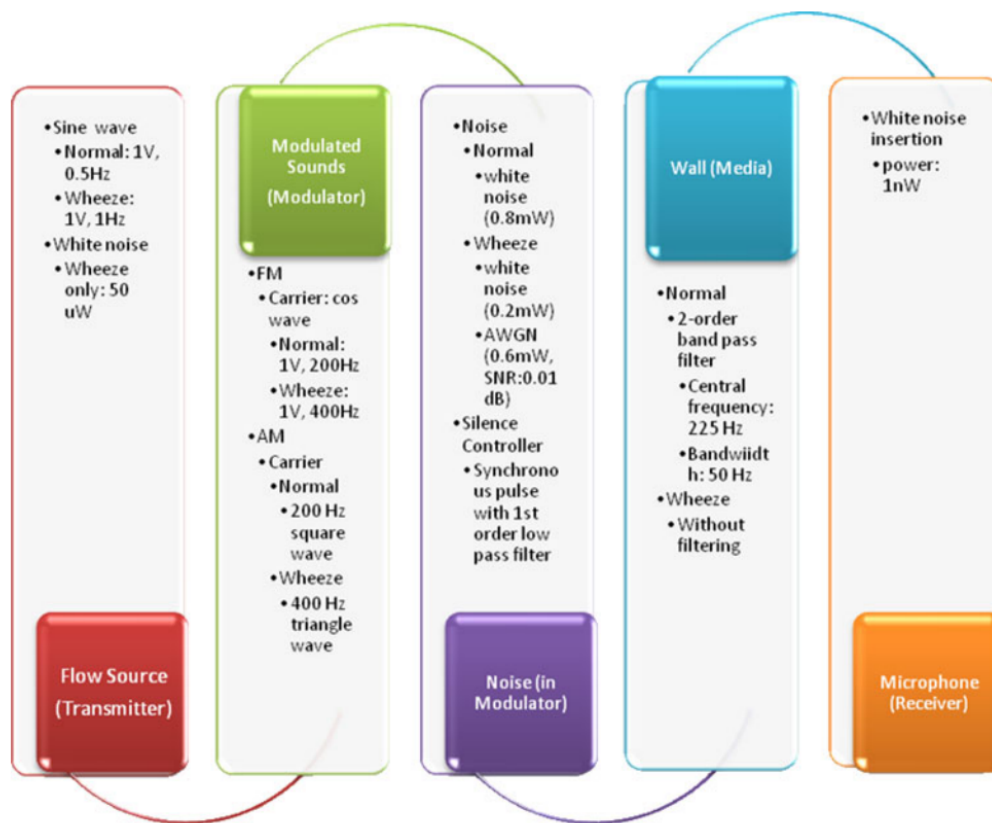 •Sine wave
•Normal: 1V,
0.5Hz
•Wheeze:
1V, 1Hz
•White noise
•Wheeze
only: 50
uW
Flow Source
(Transmitter)
Modulated
Sounds
(Modulator)
•FM
•Carrier: cos
wave
•Normal:
1V, 200Hz
•Wheeze:
1V, 400Hz
•AM
•Carrier
•Normal
•200 Hz
square
wave
•Wheeze
•400 Hz
triangle
wave
•Noise
•Normal
•white
noise
(0.8mW)
•Wheeze
•white
noise
(0.2mW)
•AWGN
(0.6mW,
SNR:0.01
dB)
•Silence
Controller
•Synchrono
us pulse
with 1st
order low
pass filter
Noise (in
Modulator)
Wall (Media)
•Normal
•2-order
band pass
filter
•Central
frequency:
225 Hz
•Bandwiidt
h: 50 Hz
•Wheeze
•Without
filtering
•White noise
insertion
•power:
1nW
Microphone
(Receiver)